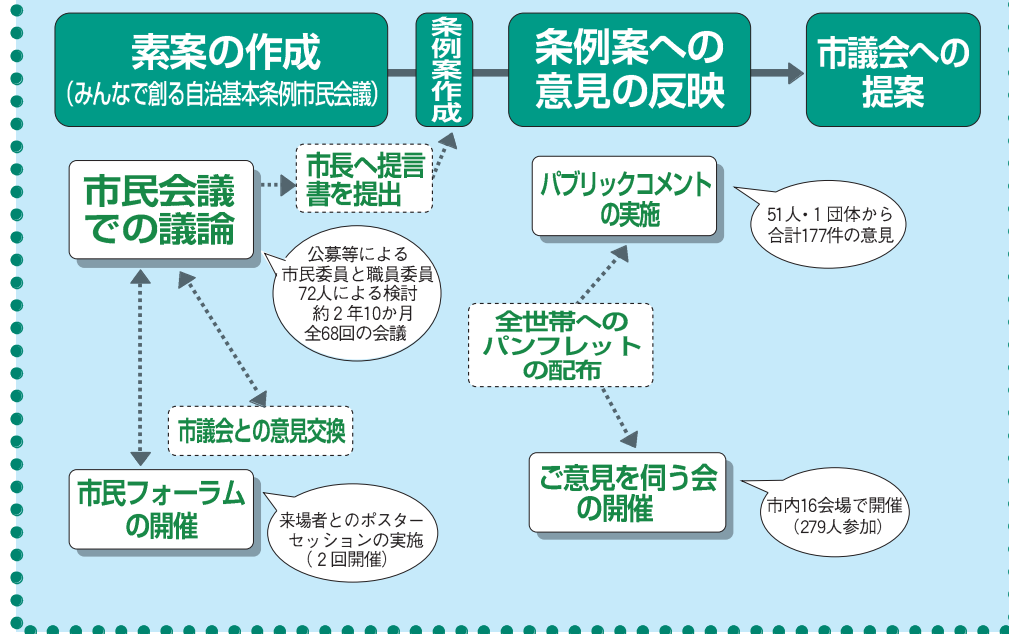 素案の作成
(みんなで創る自治基本条例市民会議)
条例案作成
条例案への
意見の反映
市議会への
提案
市民会議
での議論
市長へ提言
書を提出
公募等による
市民委員と職員委員
72人による検討
約2年10か月
全68回の会議
市議会との意見交換
市民フォーラム
の開催
来場者とのポスター
セッションの実施
(2回開催)
パブリックコメント
の実施
51人・1団体から
合計177件の意見
全世帯への
パンフレット
の配布
ご意見を伺う会
の開催
市内16会場で開催
(279人参加)